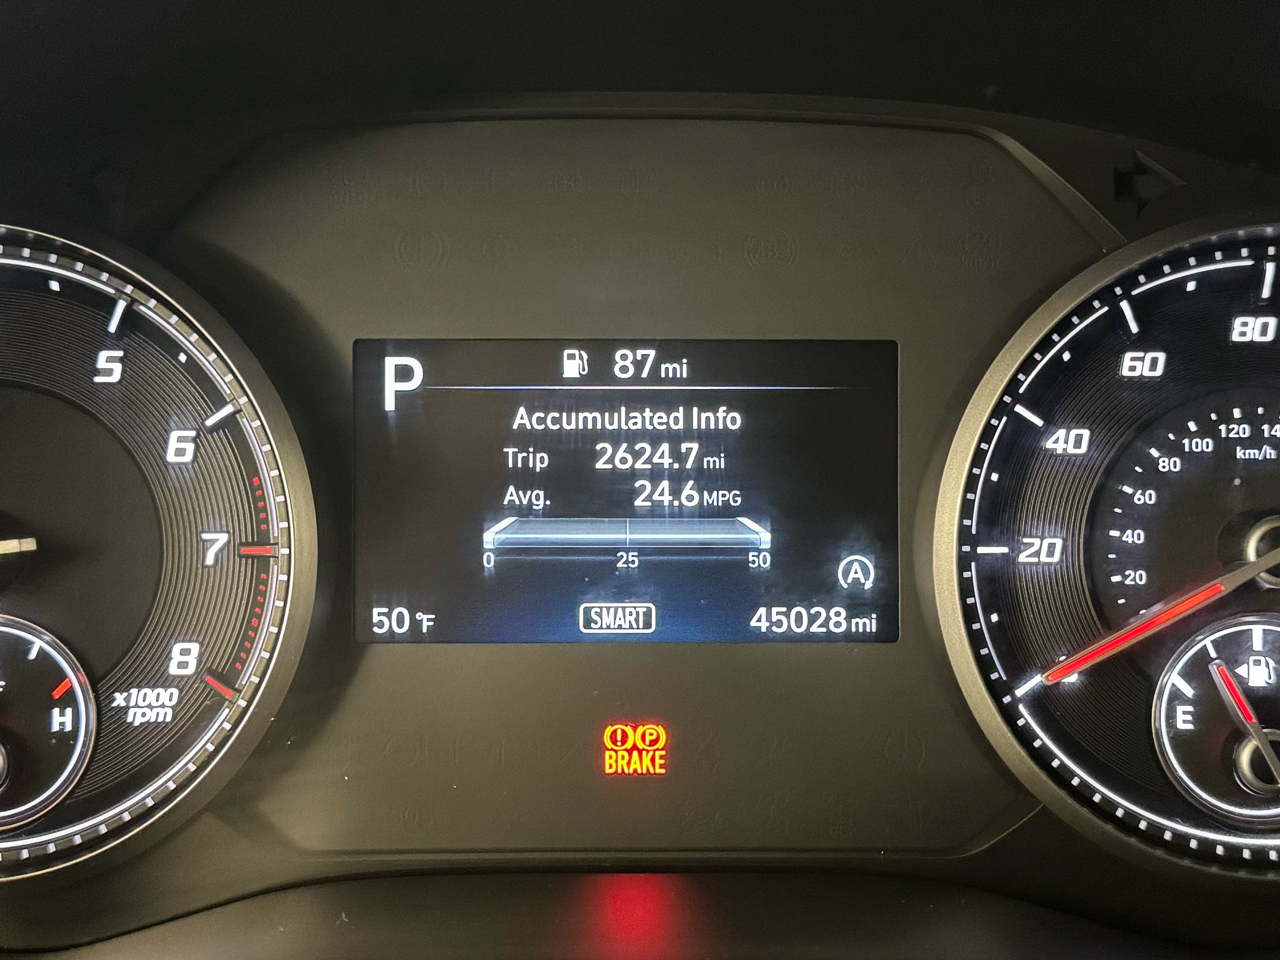 P
87 mi
Accumulated Info
Trip 2624.7 mi
Avg. 24.6 MPG
0 25 50
A
50 °F
SMART
45028 mi
! P
BRAKE
5
6
7
8
x1000
rpm
H
20
40
60
80
20
40
60
80
100
120
km/h
E